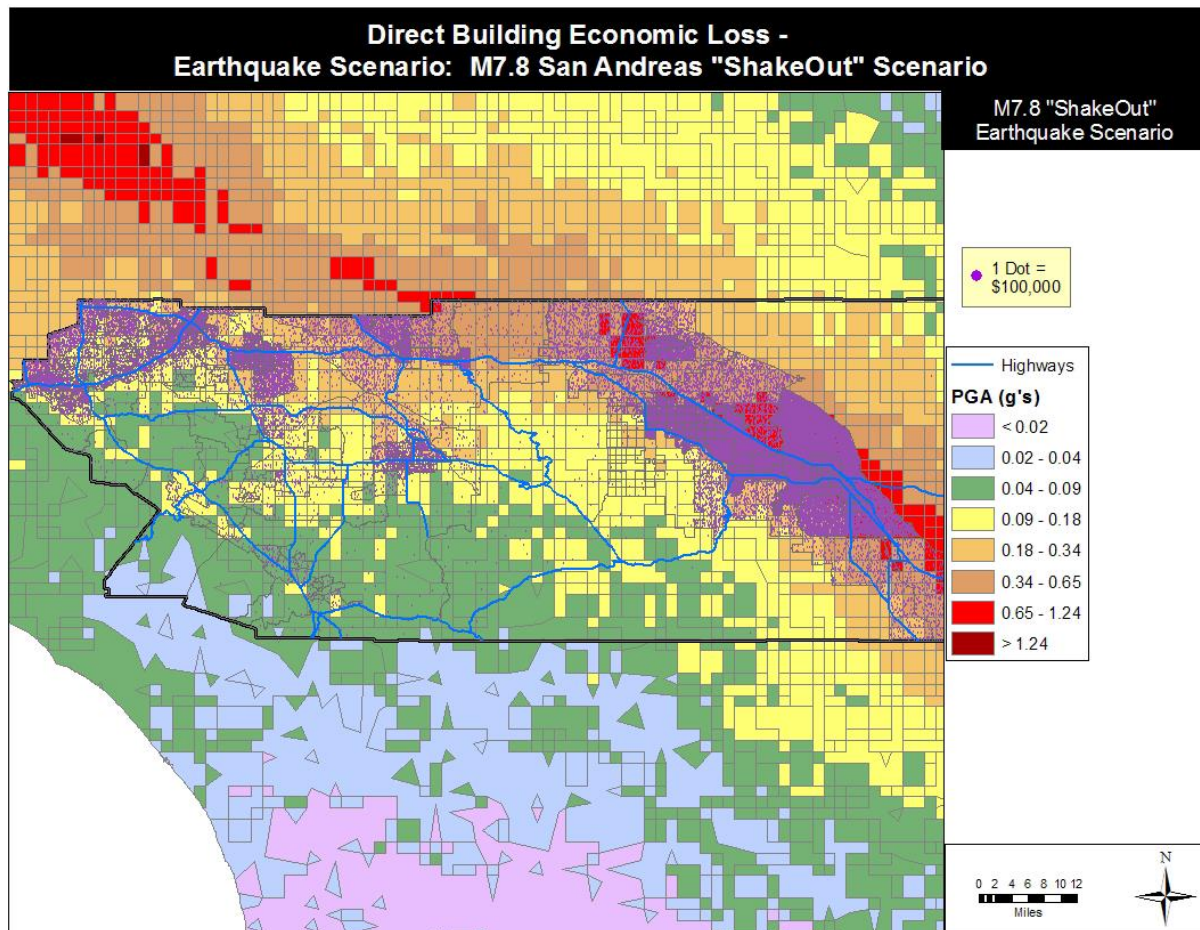 Direct Building Economic Loss -
Earthquake Scenario: M7.8 San Andreas "ShakeOut" Scenario
M7.8 "ShakeOut"
Earthquake Scenario
1 Dot =
$100,000
Highways
PGA (g's)
< 0.02
0.02 - 0.04
0.04 - 0.09
0.09 - 0.18
0.18 - 0.34
0.34 - 0.65
0.65 - 1.24
> 1.24
N
0 2 4 6 8 10 12
Miles